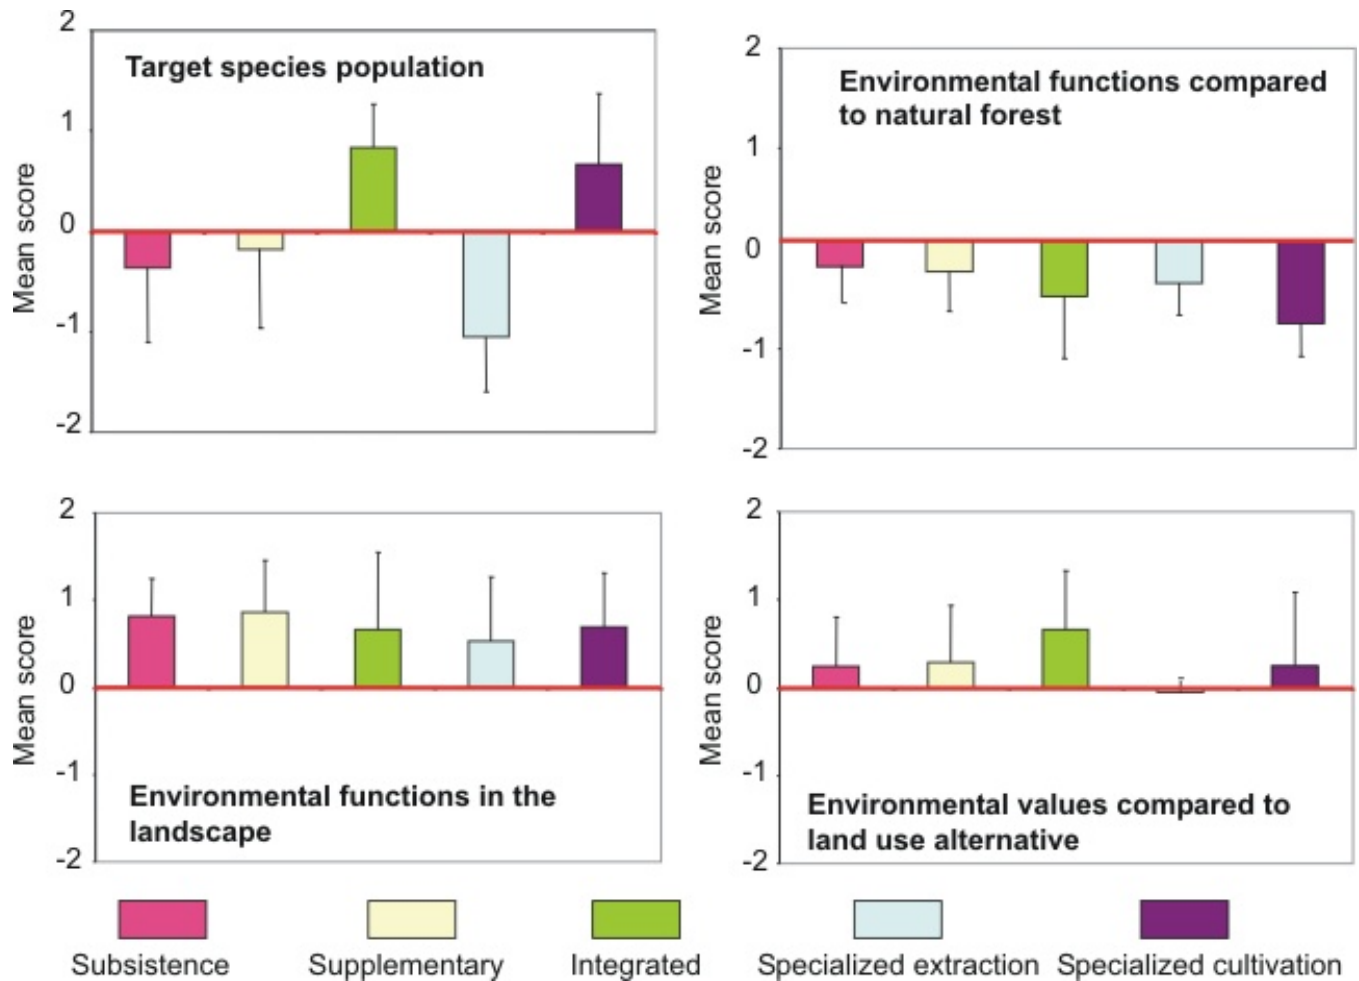 Target species population
2
1
0
-1
-2
Mean score
Environmental functions compared
to natural forest
2
1
0
-1
-2
Mean score
2
1
0
-1
-2
Mean score
Environmental functions in the
landscape
2
1
0
-1
-2
Mean score
Environmental values compared to
land use alternative
Subsistence
Supplementary
Integrated
Specialized extraction
Specialized cultivation